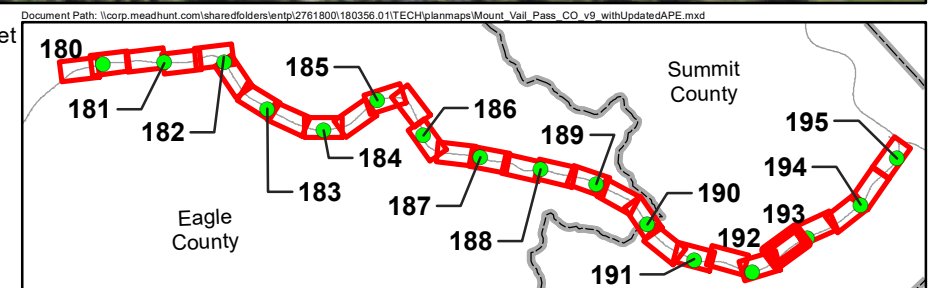 Document Path: \\corp.meadhunt.com\sharedfolders\entp\2761800\180356.01\TECH\planmaps\Mount_Vail_Pass_CO_v9_withUpdatedAPE.mxd
et
180
181
182
183
184
185
186
187
188
189
190
191
192
193
194
195
Eagle
County
Summit
County